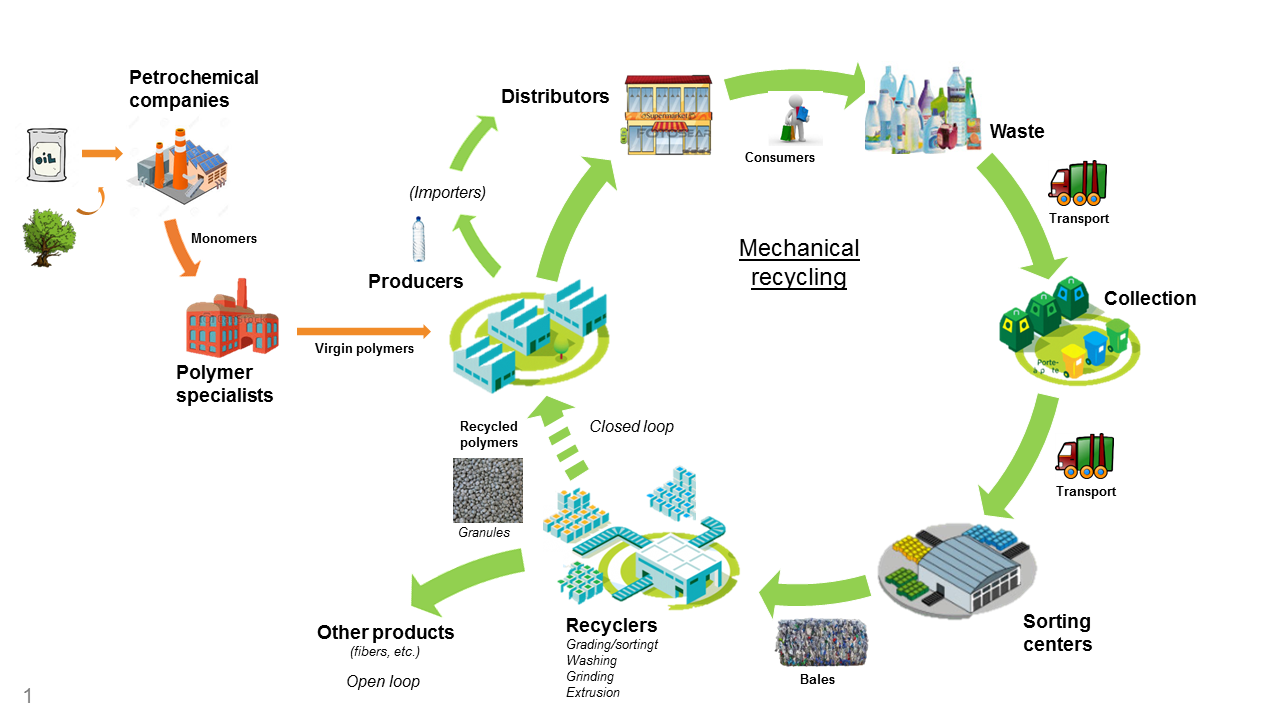 Petrochemical
companies
OIL
Monomers
Polymer
specialists
Virgin polymers
Distributors
(Importers)
Producers
Supermarket
Consumers
Waste
Transport
Mechanical
recycling
Collection
Porte-
Transport
Sorting
centers
Bales
Recyclers
Grading/sortingt
Washing
Grinding
Extrusion
Closed loop
Recycled
polymers
Granules
Other products
(fibers, etc.)
Open loop
1